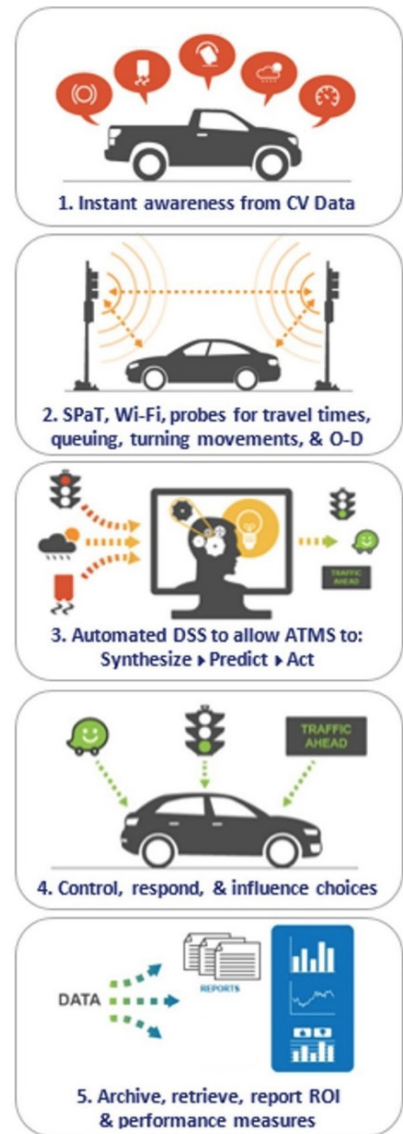 1. Instant awareness from CV Data
2. SPaT, Wi-Fi, probes for travel times,
queuing, turning movements, & O-D
TRAFFIC
AHEAD
3. Automated DSS to allow ATMS to:
Synthesize ▸ Predict ▸ Act
TRAFFIC
AHEAD
4. Control, respond, & influence choices
DATA
REPORTS
5. Archive, retrieve, report ROI
& performance measures